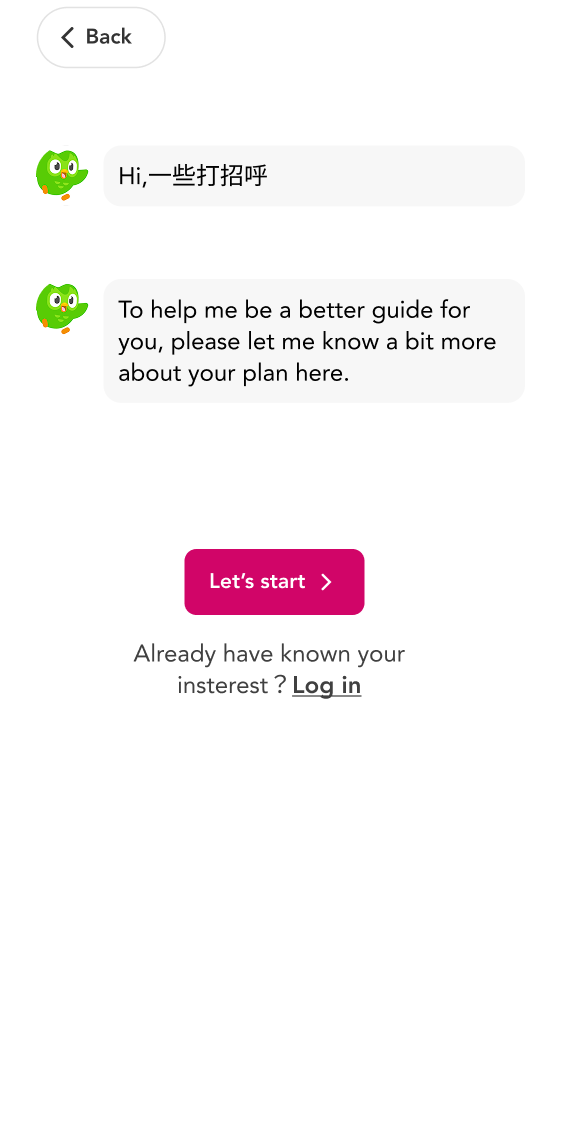 Back
Hi,一些打招呼
To help me be a better guide for
you, please let me know a bit more
about your plan here.
Let’s start
Already have known your
insterest？Log in